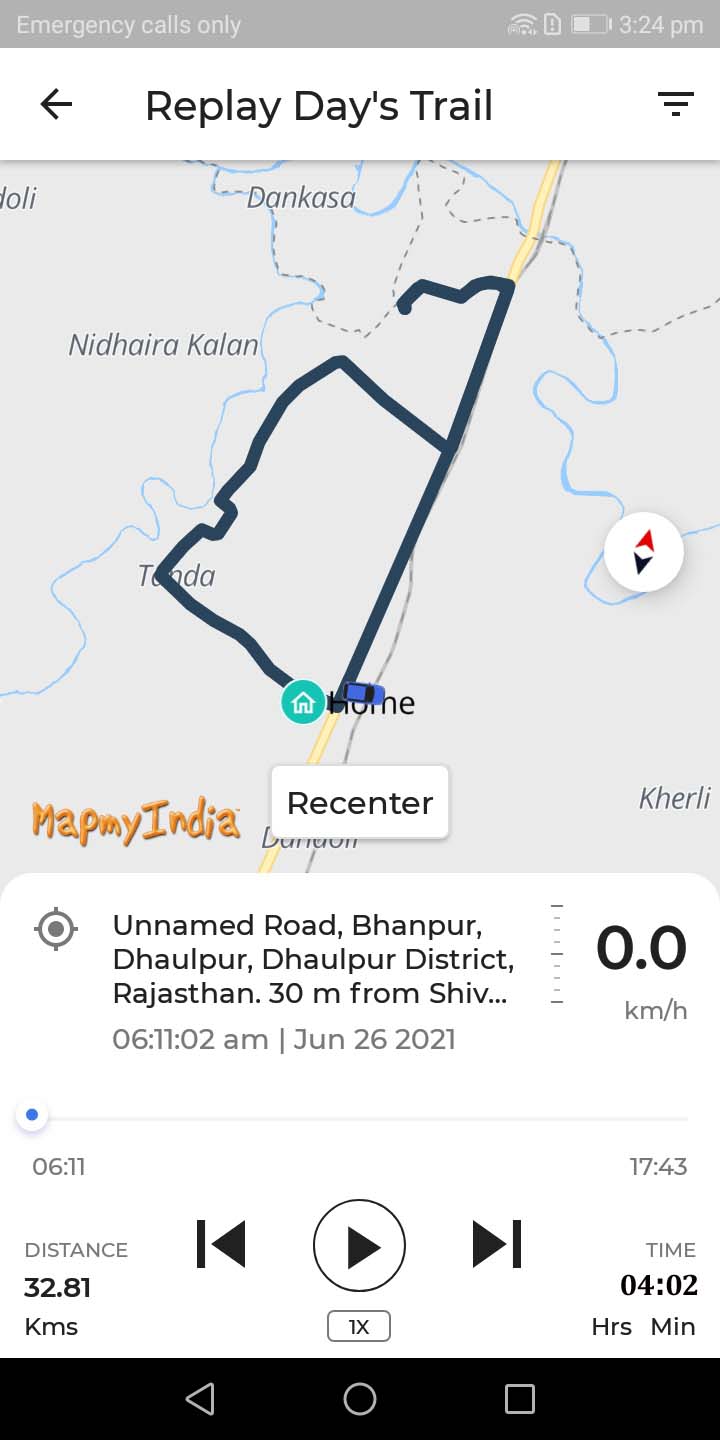 Emergency calls only 3:24 pm
Replay Day's Trail
doli
Dankasa
Nidhaira Kalan
Tonda
Home
Kherli
Recenter
MapmyIndia
Unnamed Road, Bhanpur,
Dhaulpur, Dhaulpur District,
Rajasthan. 30 m from Shiv...
0.0
km/h
06:11:02 am | Jun 26 2021
06:11 17:43
DISTANCE TIME
32.81 04:02
Kms 1X Hrs Min